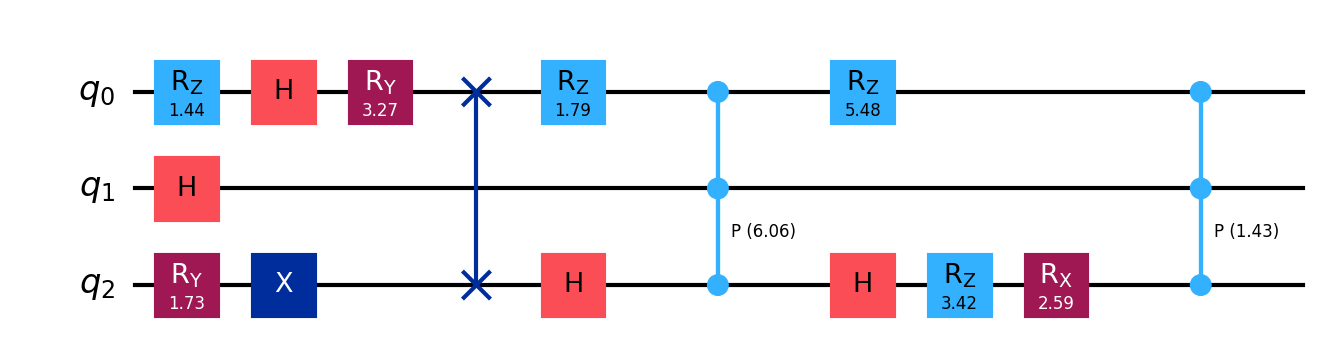 q0 RZ 1.44 H RY 3.27 RZ 1.79 RZ 5.48
q1 H
P (6.06) P (1.43)
q2 RY 1.73 X H H RZ 3.42 RX 2.59